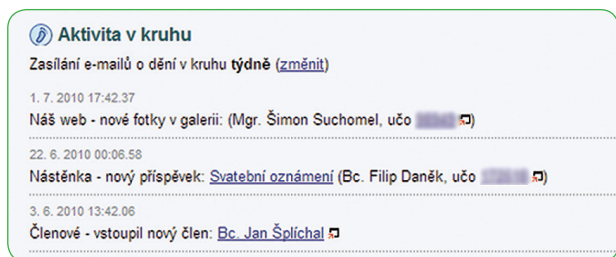 Aktivita v kruhu
Zasílání e-mailů o dění v kruhu týdně (změnit)
1. 7. 2010 17:42.37
Náš web - nové fotky v galerii: (Mgr. Šimon Suchomel, učo )
22. 6. 2010 00:06.58
Nástěnka - nový příspěvek: Svatební oznámení (Bc. Filip Daněk, učo )
3. 6. 2010 13:42.06
Členové - vstoupil nový člen: Bc. Jan Šplíchal